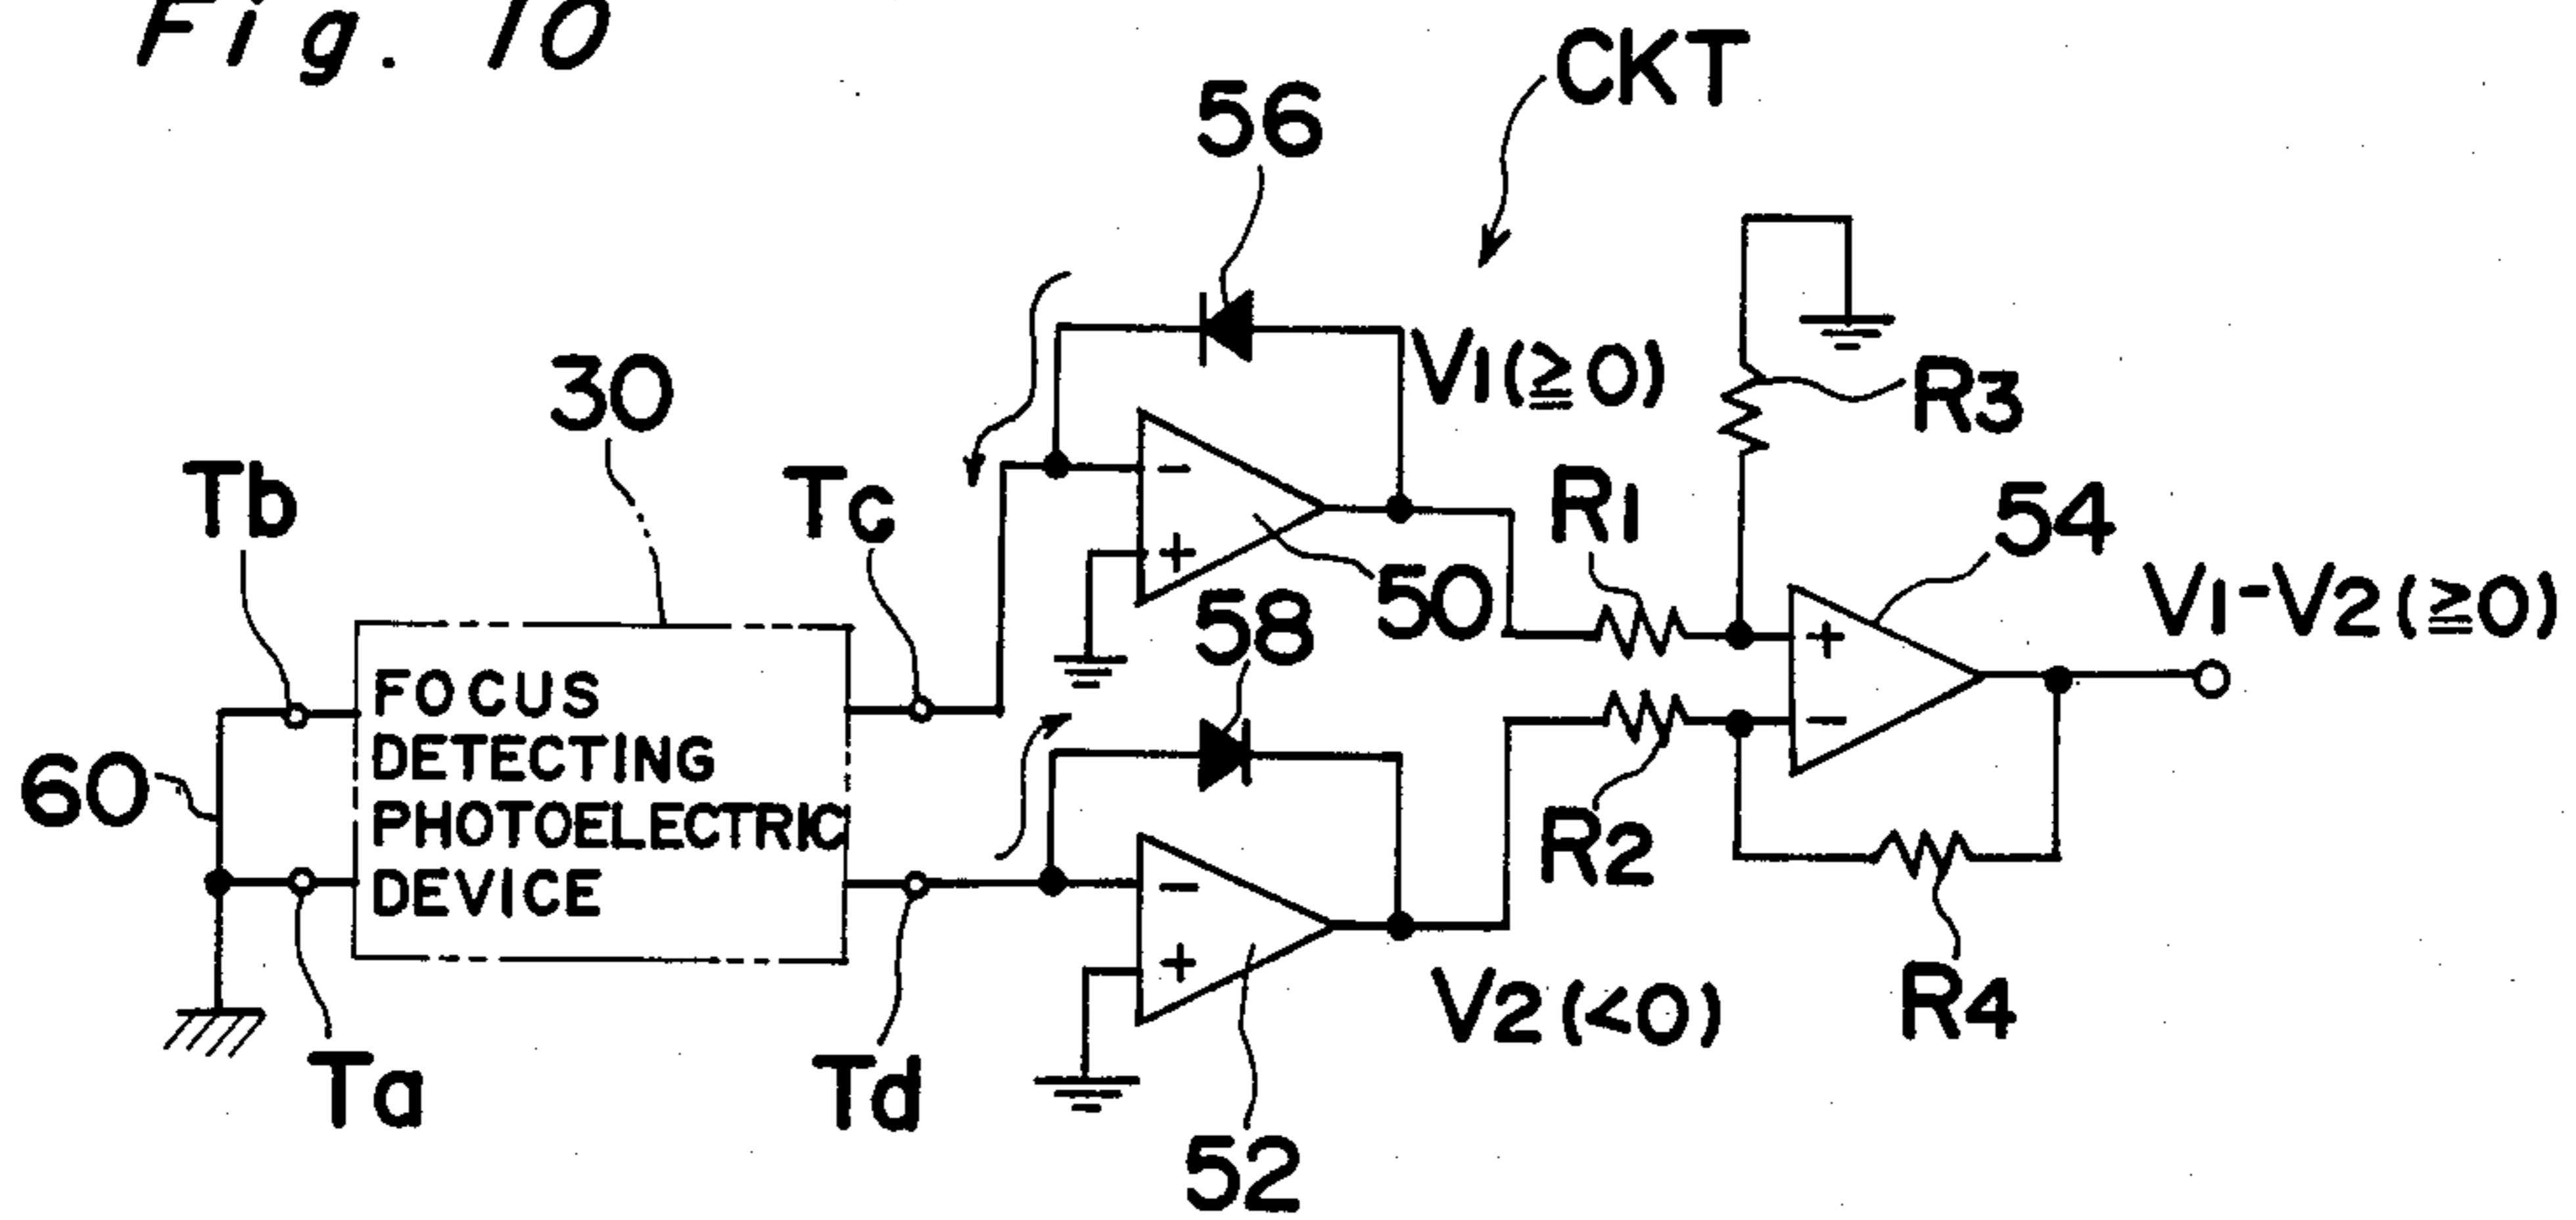 Fig. 10
CKT
56
V1(≧0)
30
R3
Tb
Tc
-
+
50
R1
54
58
+
-
V1-V2(≧0)
FOCUS
DETECTING
PHOTOELECTRIC
DEVICE
60
R2
-
+
V2(<0)
R4
Ta
Td
52